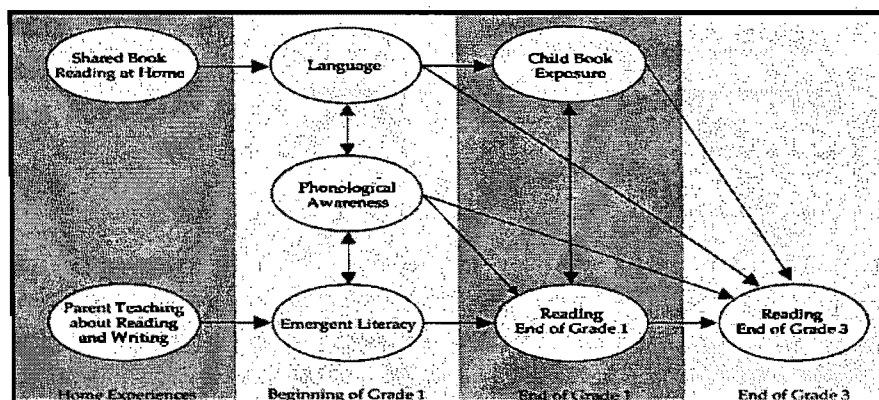 Shared Book
Reading at Home
Language
Child Book
Exposure
Phonological
Awareness
Parent Teaching
about Reading
and Writing
Emergent Literacy
Reading
End of Grade 1
Reading
End of Grade 3
Home Experiences
Beginning of Grade 1
End of Grade 1
End of Grade 3